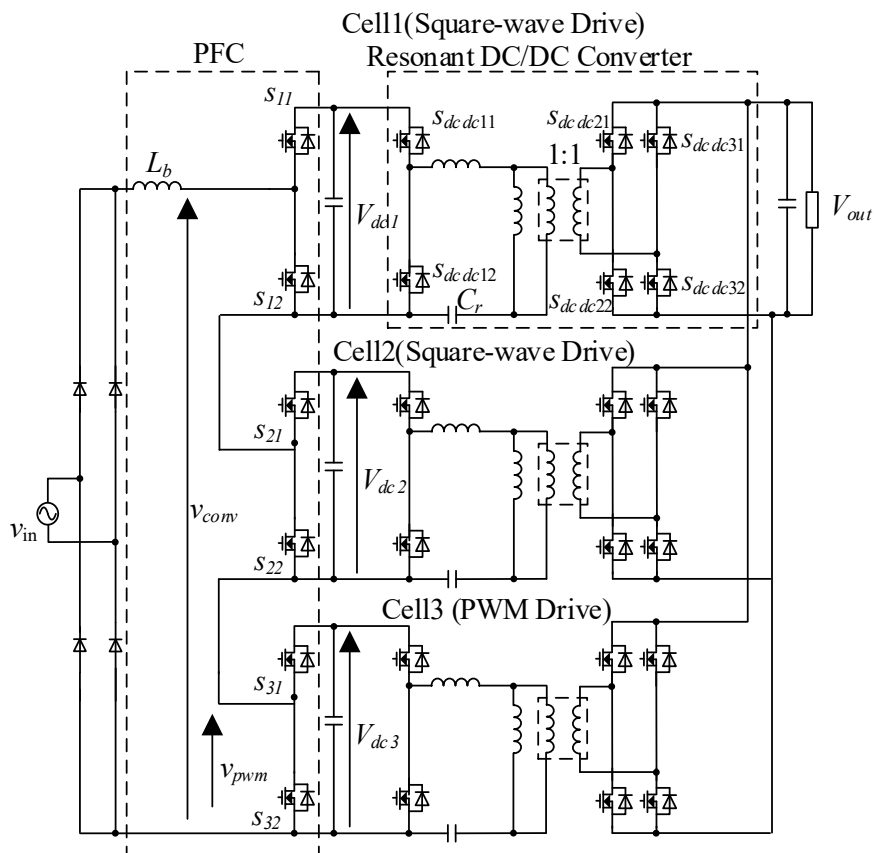 Cell1(Square-wave Drive)
PFC
Resonant DC/DC Converter
s11
sdcdc11
sdcdc21
sdcdc31
1:1
Lb
Vdc1
Vout
sdcdc12
sdcdc22
sdcdc32
s12
Cr
Cell2(Square-wave Drive)
s21
Vdc2
vconv
vin
s22
Cell3 (PWM Drive)
s31
Vdc3
vpwm
s32